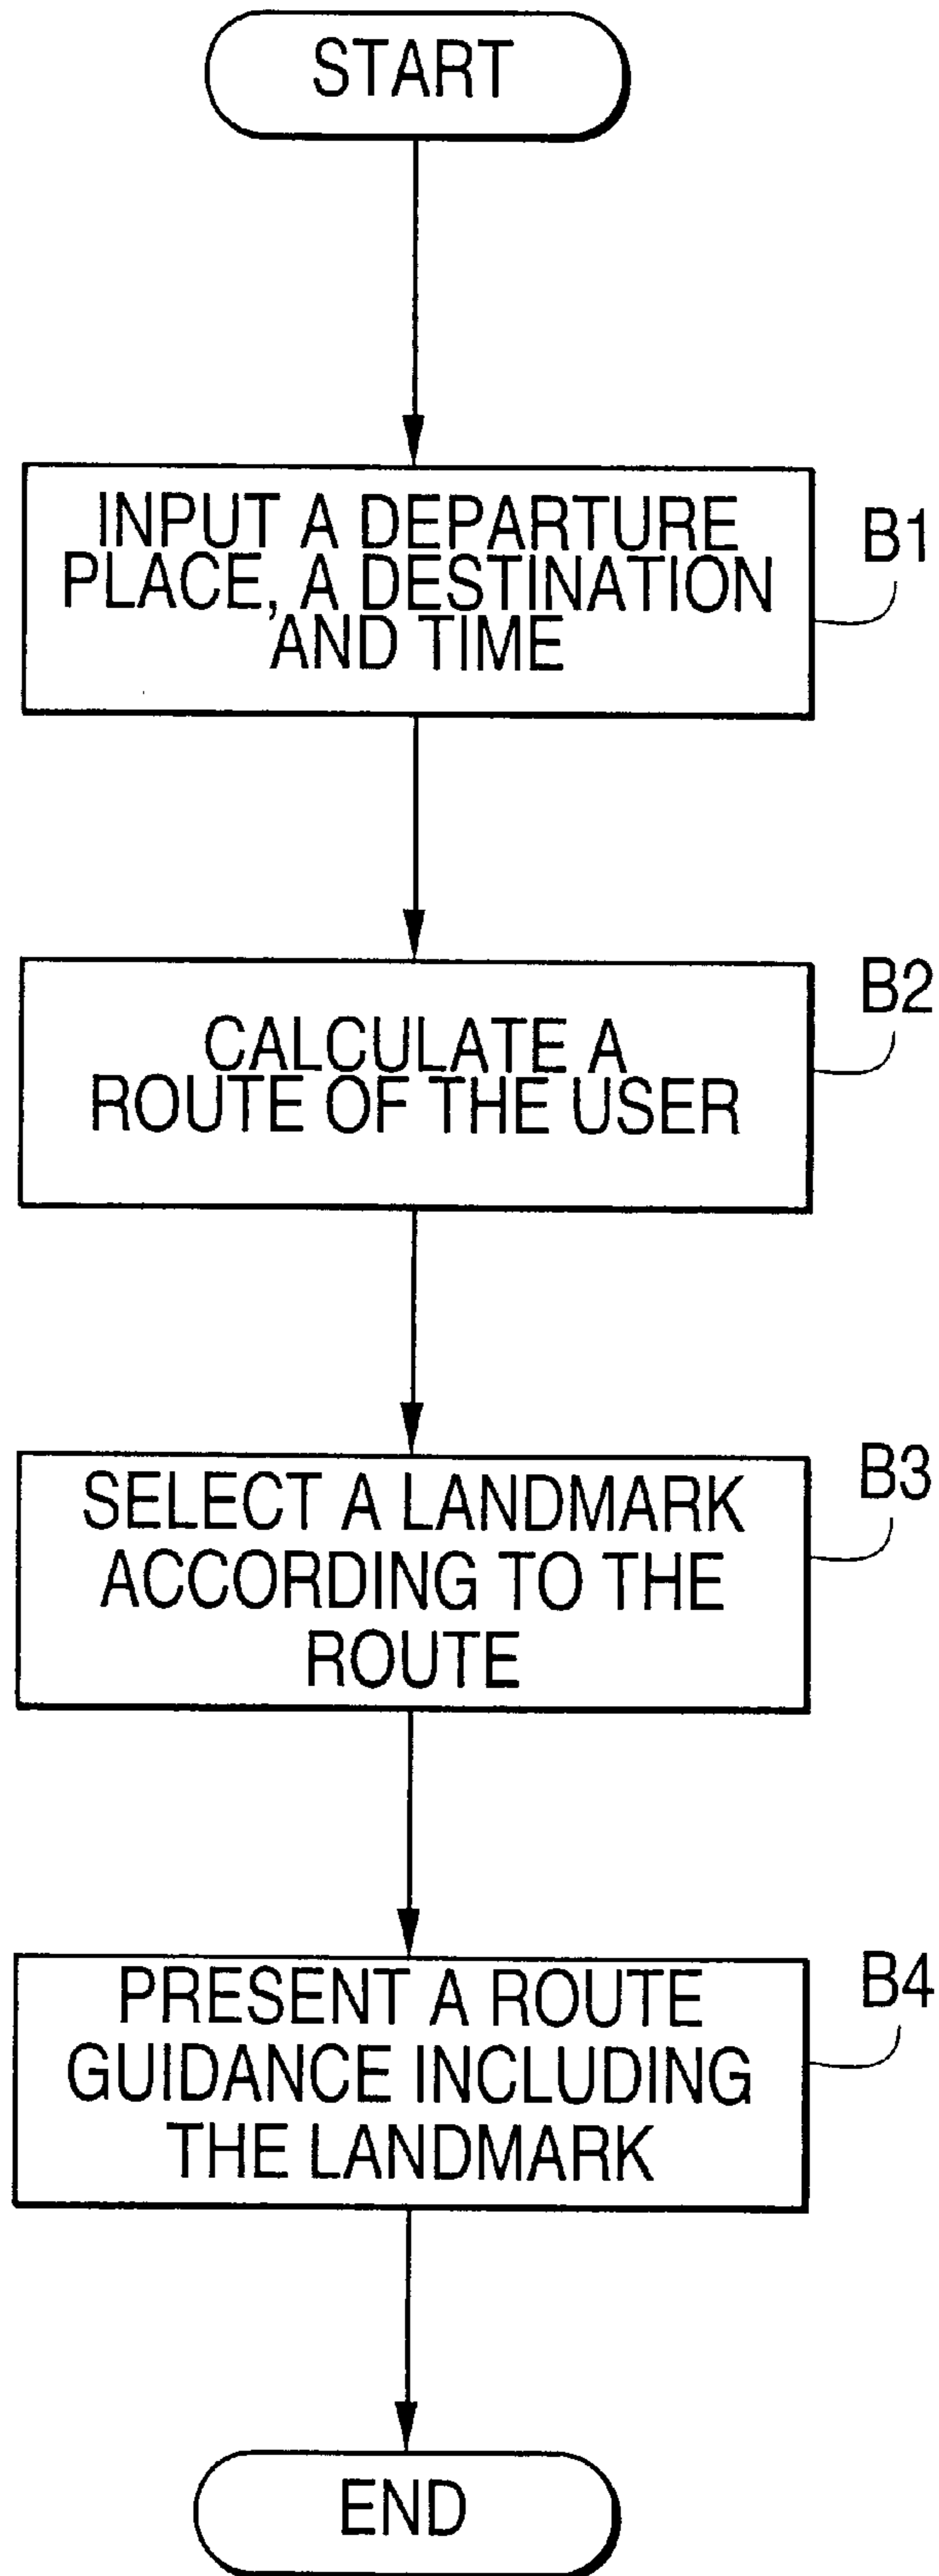 START
INPUT A DEPARTURE
PLACE, A DESTINATION
AND TIME
B1
CALCULATE A
ROUTE OF THE USER
B2
SELECT A LANDMARK
ACCORDING TO THE
ROUTE
B3
PRESENT A ROUTE
GUIDANCE INCLUDING
THE LANDMARK
B4
END